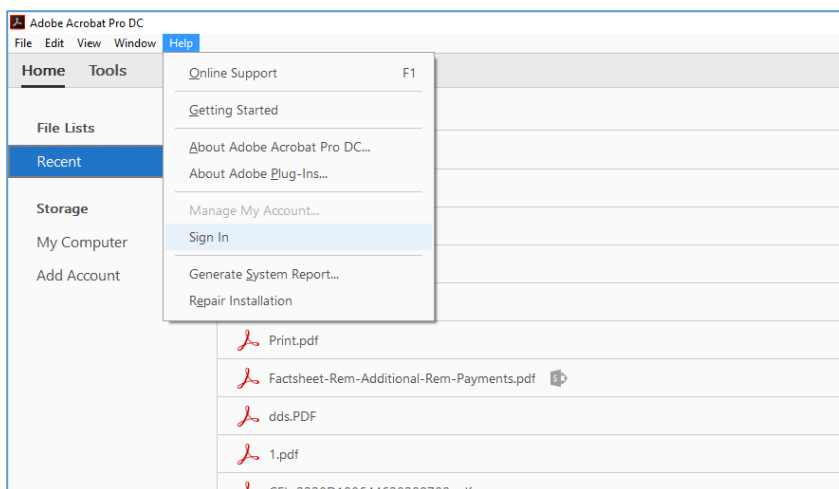 Adobe Acrobat Pro DC
File Edit View Window Help
Home Tools
Online Support F1
Getting Started
About Adobe Acrobat Pro DC...
About Adobe Plug-Ins...
Manage My Account...
Sign In
Generate System Report...
Repair Installation
File Lists
Recent
Storage
My Computer
Add Account
Print.pdf
Factsheet-Rem-Additional-Rem-Payments.pdf
dds.PDF
1.pdf